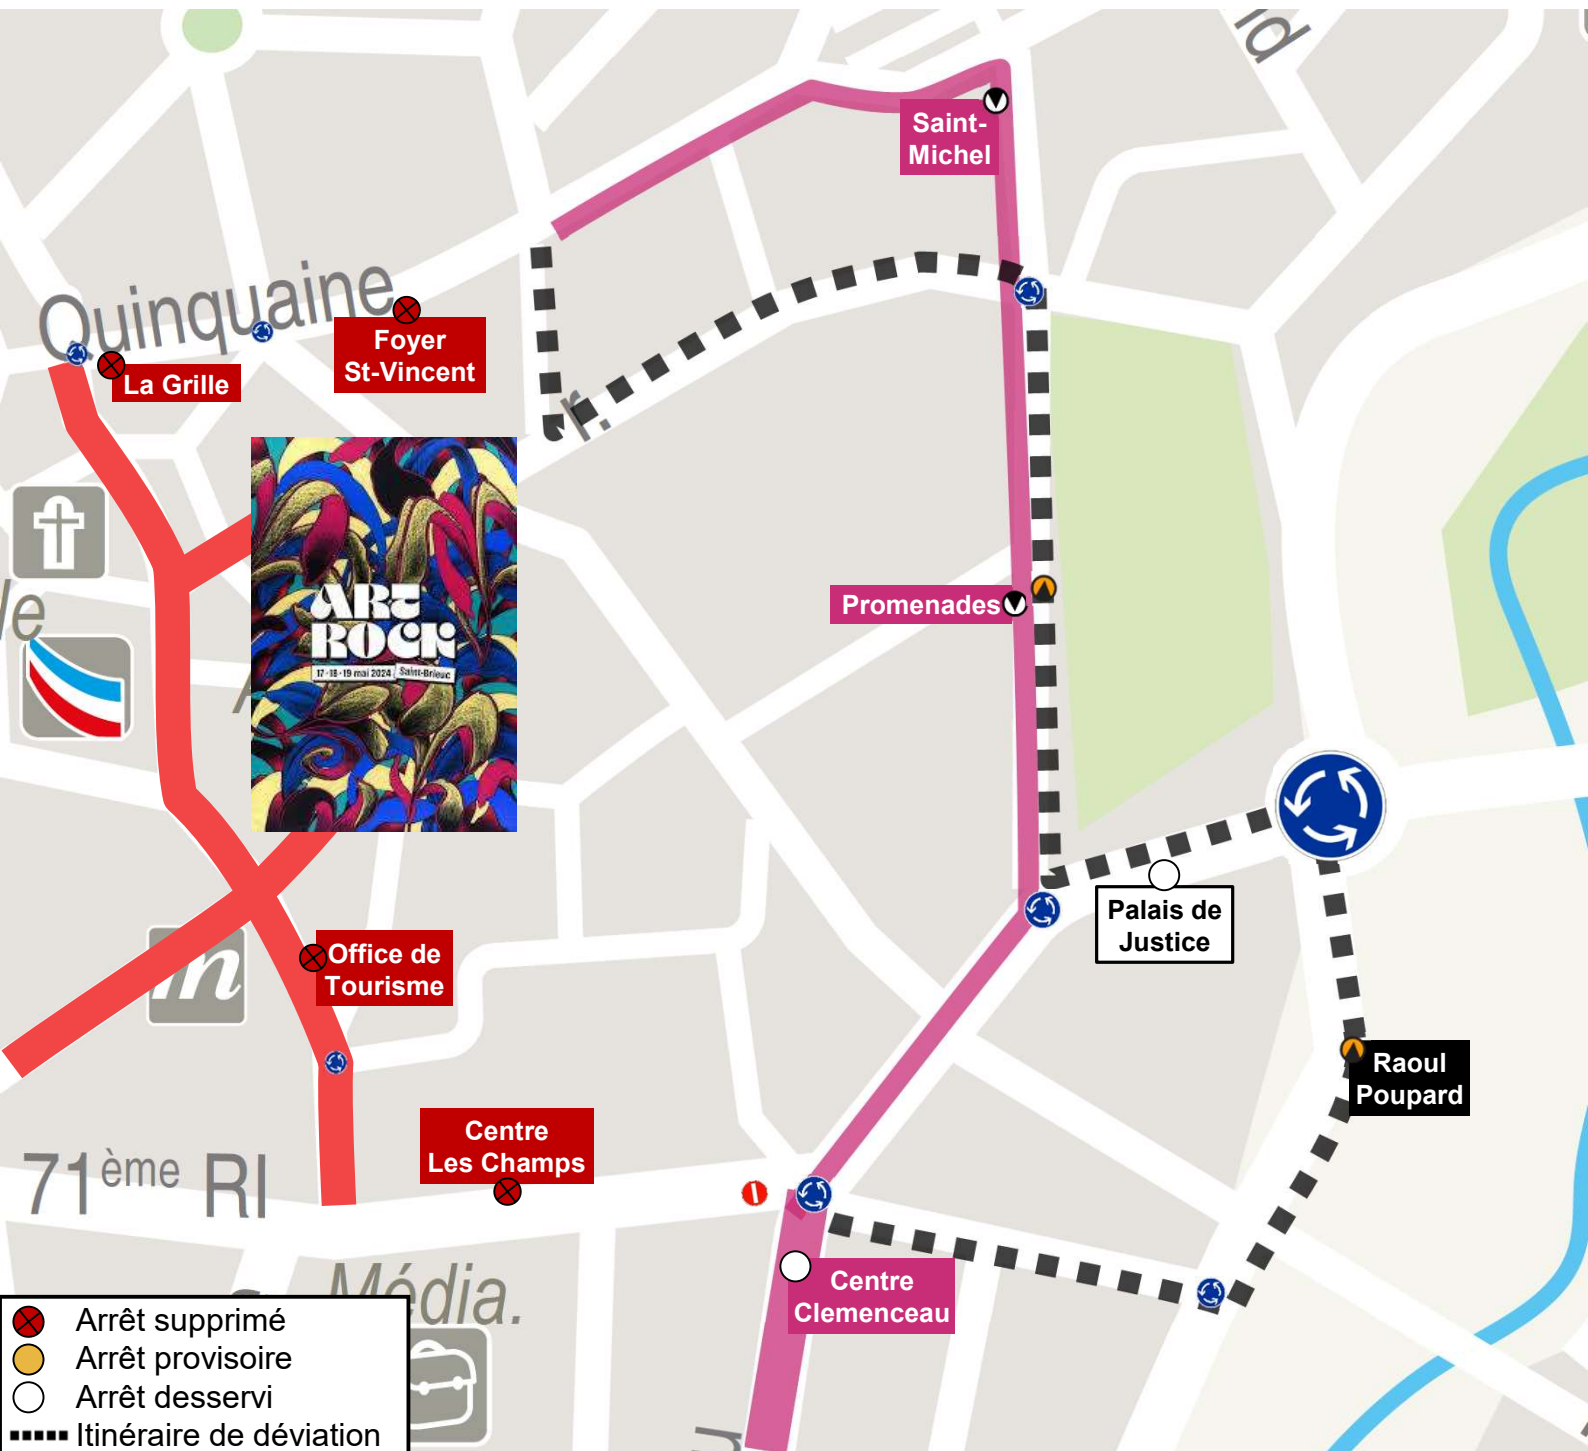 id
Saint-
Michel
Quinquaine
Foyer
St-Vincent
La Grille
r.
de
ART
ROCK
17-18-19 mai 2024 Saint-Brieuc
Promenades
A
Palais de
Justice
m
Office de
Tourisme
Raoul
Poupard
Centre
Les Champs
71ème RI
Centre
Clemenceau
Média.
Arrêt supprimé
Arrêt provisoire
Arrêt desservi
Itinéraire de déviation